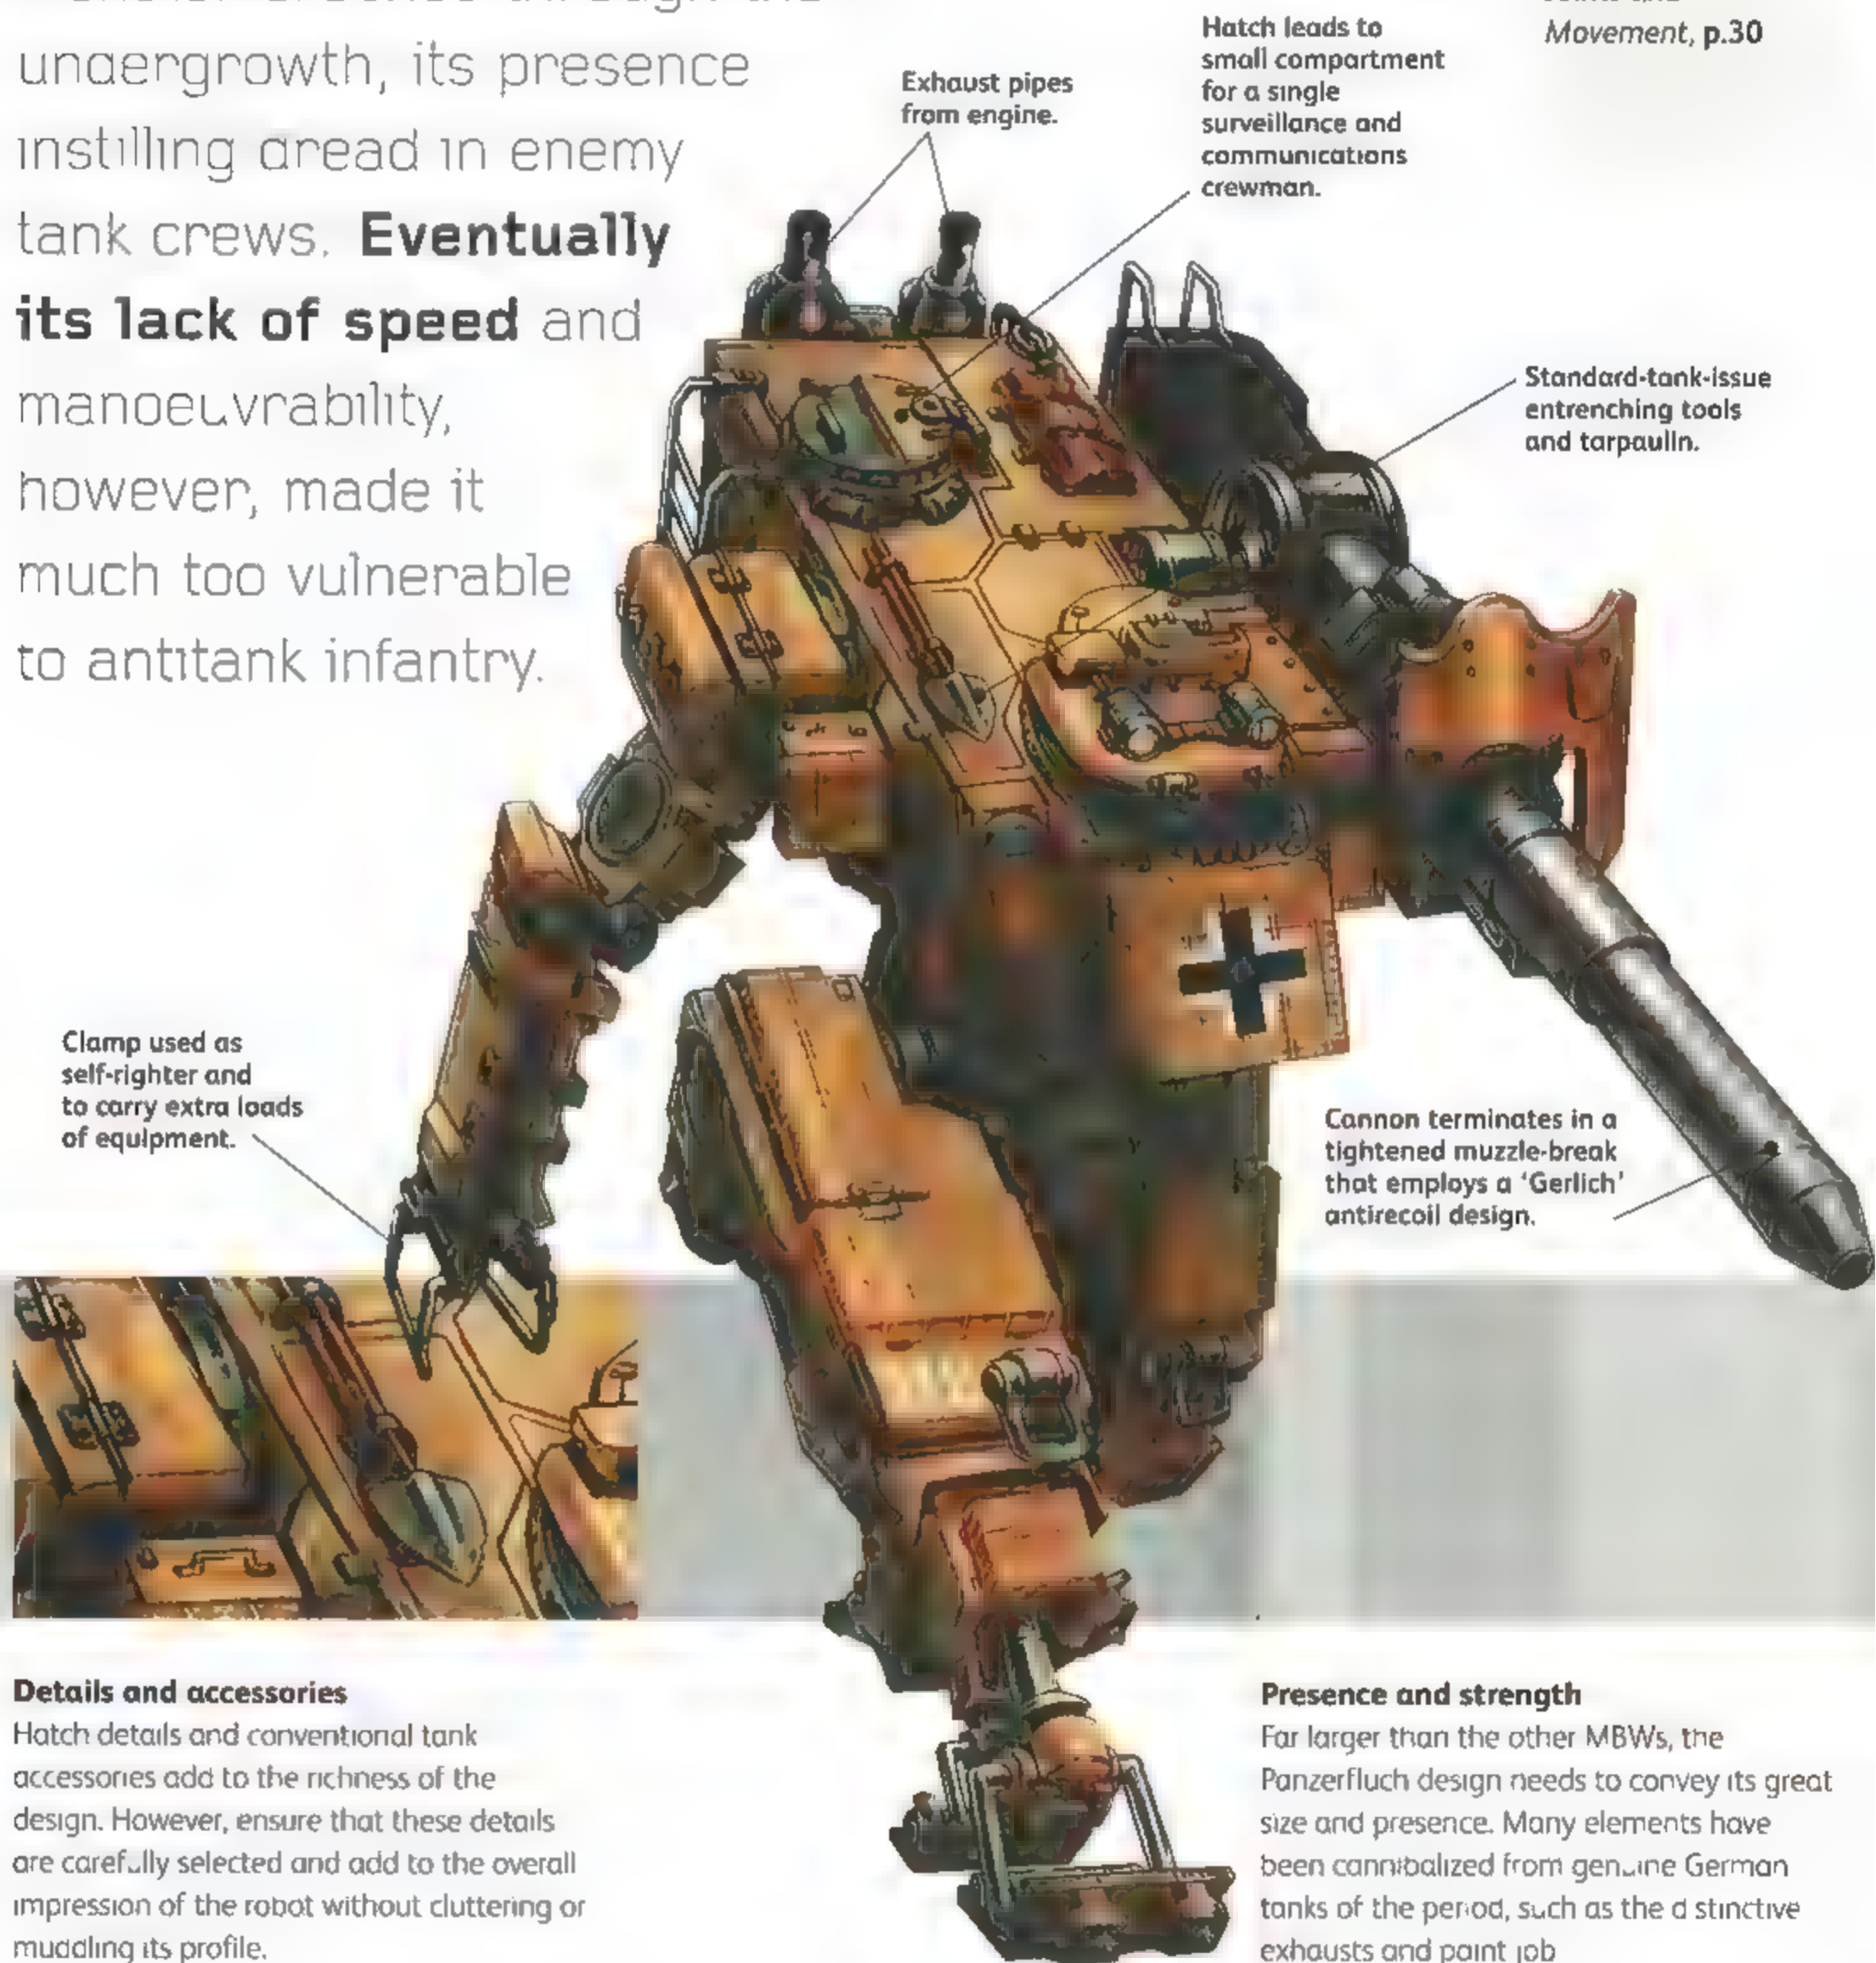 undergrowth, its presence
instilling dread in enemy
tank crews. Eventually
its lack of speed and
manoeuvrability,
however, made it
much too vulnerable
to antitank infantry.
Exhaust pipes
from engine.
Hatch leads to
small compartment
for a single
surveillance and
communications
crewman.
Movement, p.30
Standard-tank-issue
entrenching tools
and tarpaulin.
Clamp used as
self-righter and
to carry extra loads
of equipment.
Cannon terminates in a
tightened muzzle-break
that employs a ‘Gerlich’
antirecoil design.
Details and accessories
Hatch details and conventional tank
accessories add to the richness of the
design. However, ensure that these details
are carefully selected and add to the overall
impression of the robot without cluttering or
muddling its profile.
Presence and strength
Far larger than the other MBWs, the
Panzerfluch design needs to convey its great
size and presence. Many elements have
been cannibalized from genuine German
tanks of the period, such as the distinctive
exhausts and paint job